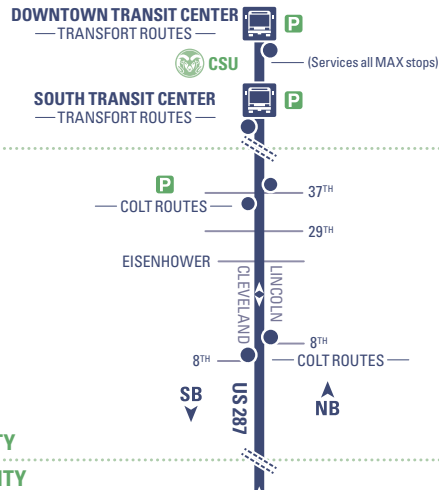 DOWNTOWN TRANSIT CENTER P
TRANSFORT ROUTES
CSU
(Services all MAX stops)
SOUTH TRANSIT CENTER P
TRANSFORT ROUTES
P
37TH
COLT ROUTES
29TH
EISENHOWER
CLEVELAND
LINCOLN
8TH
8TH
COLT ROUTES
SB
US 287
NB
TY
ITY